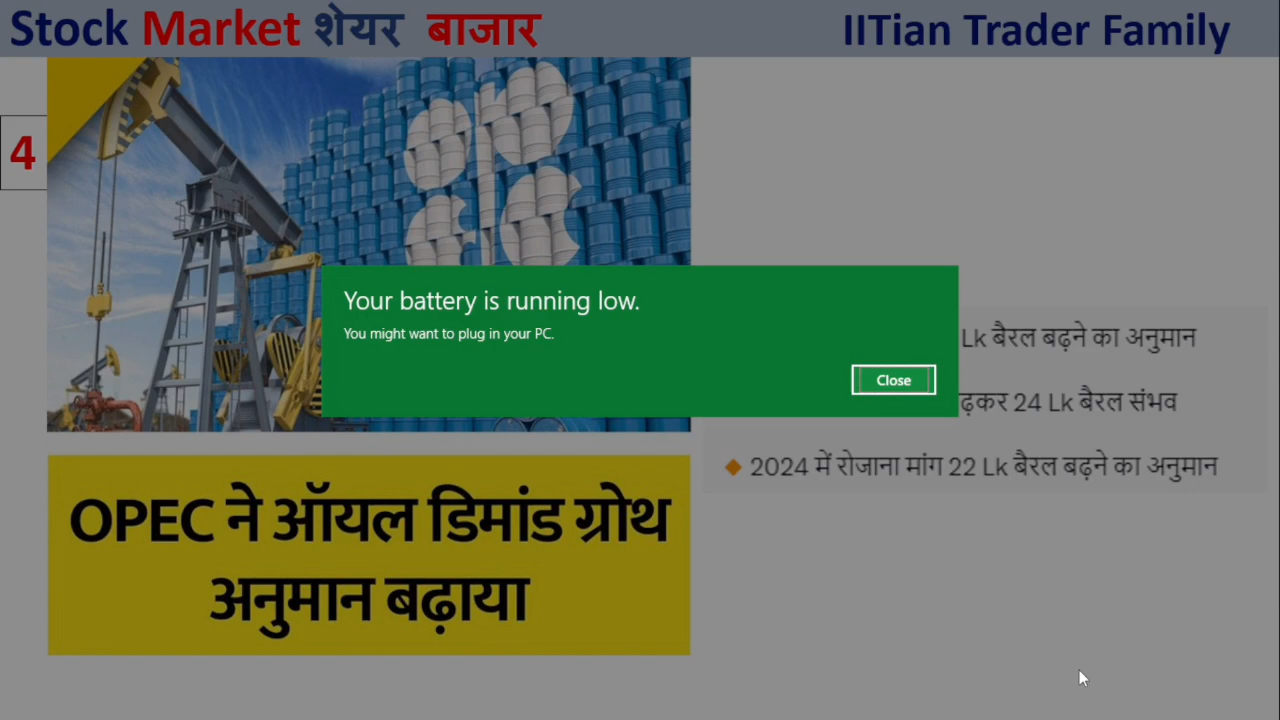 Stock Market शेयर बाजार
IITian Trader Family
4
OPEC
Your battery is running low.
You might want to plug in your PC.
Close
Lk बैरल बढ़ने का अनुमान
24 Lk बैरल संभव
◆ 2024 में रोजाना मांग 22 Lk बैरल बढ़ने का अनुमान
OPEC ने ऑयल डिमांड ग्रोथ
अनुमान बढ़ाया